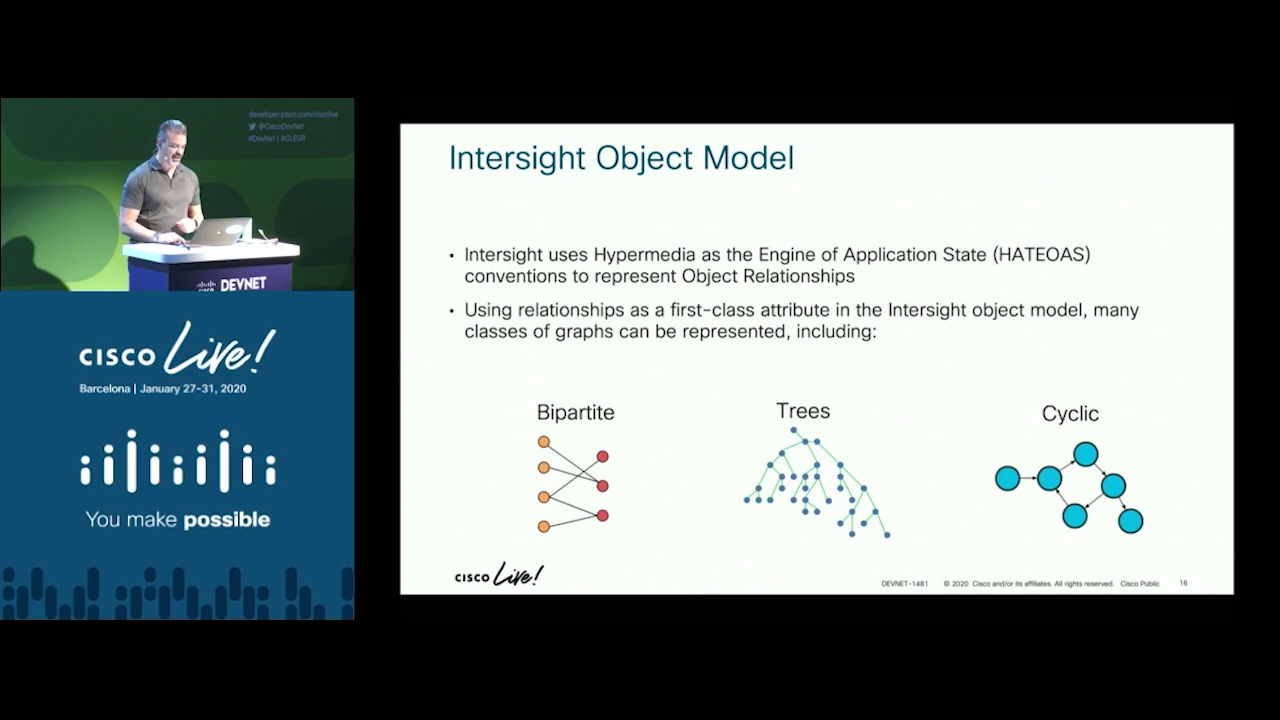 developer.cisco.com/ciscolive
@CiscoDevNet
#DevNet | #CLEUR
CISCO
DEVNET
CISCO Live!
Barcelona | January 27-31, 2020
You make possible
Intersight Object Model
• Intersight uses Hypermedia as the Engine of Application State (HATEOAS)
conventions to represent Object Relationships
• Using relationships as a first-class attribute in the Intersight object model, many
classes of graphs can be represented, including:
Bipartite
Trees
Cyclic
CISCO Live!
DEVNET-1481 © 2020 Cisco and/or its affiliates. All rights reserved. Cisco Public 16